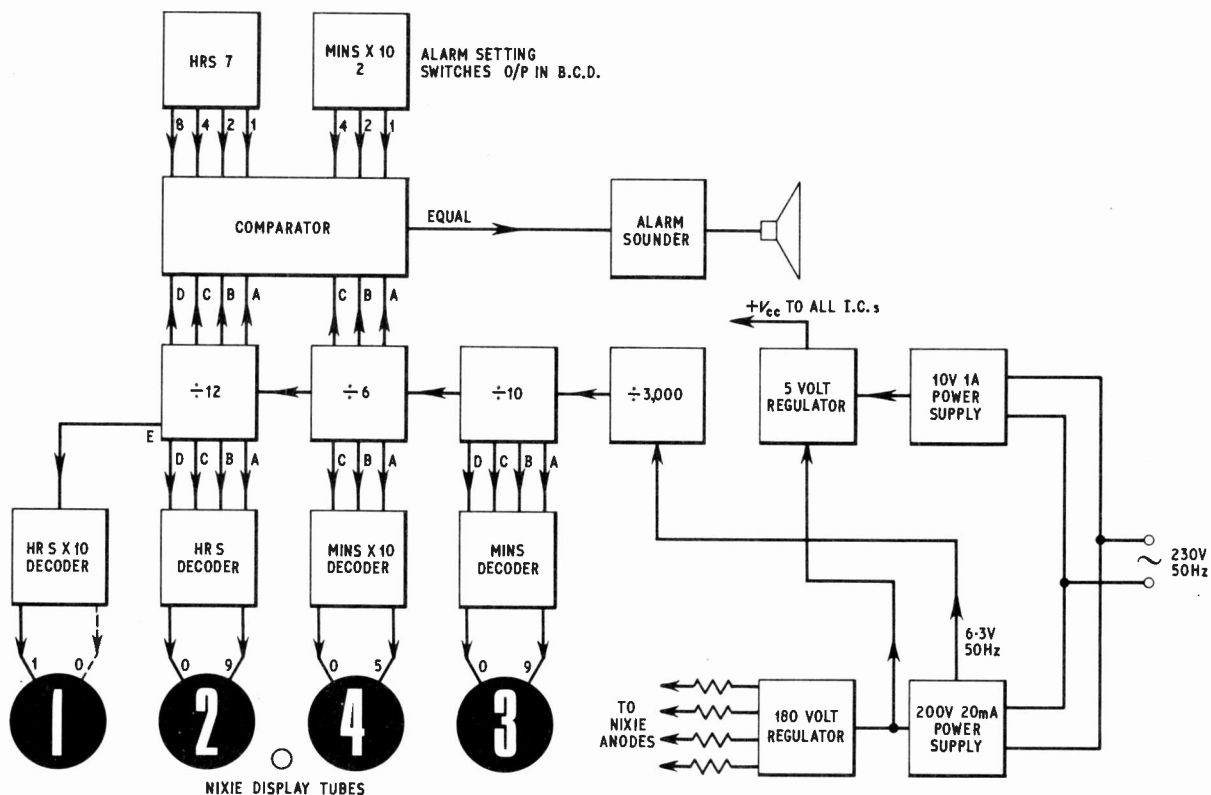 HRS 7
MINS X 10
2
ALARM SETTING
SWITCHES O/P IN B.C.D.
8 4 2 1
4 2 1
COMPARATOR
EQUAL
ALARM
SOUNDER
D C B A
C B A
+Vcc TO ALL I.C.s
÷12
÷6
÷10
÷3,000
5 VOLT
REGULATOR
10V 1A
POWER
SUPPLY
E
D C B A
C B A
D C B A
HRS X 10
DECODER
HRS
DECODER
MINS X 10
DECODER
MINS
DECODER
230V
50Hz
6·3V
50Hz
1 0
0 9
0 5
0 9
1
2
4
3
TO
NIXIE
ANODES
180 VOLT
REGULATOR
200V 20mA
POWER
SUPPLY
NIXIE DISPLAY TUBES